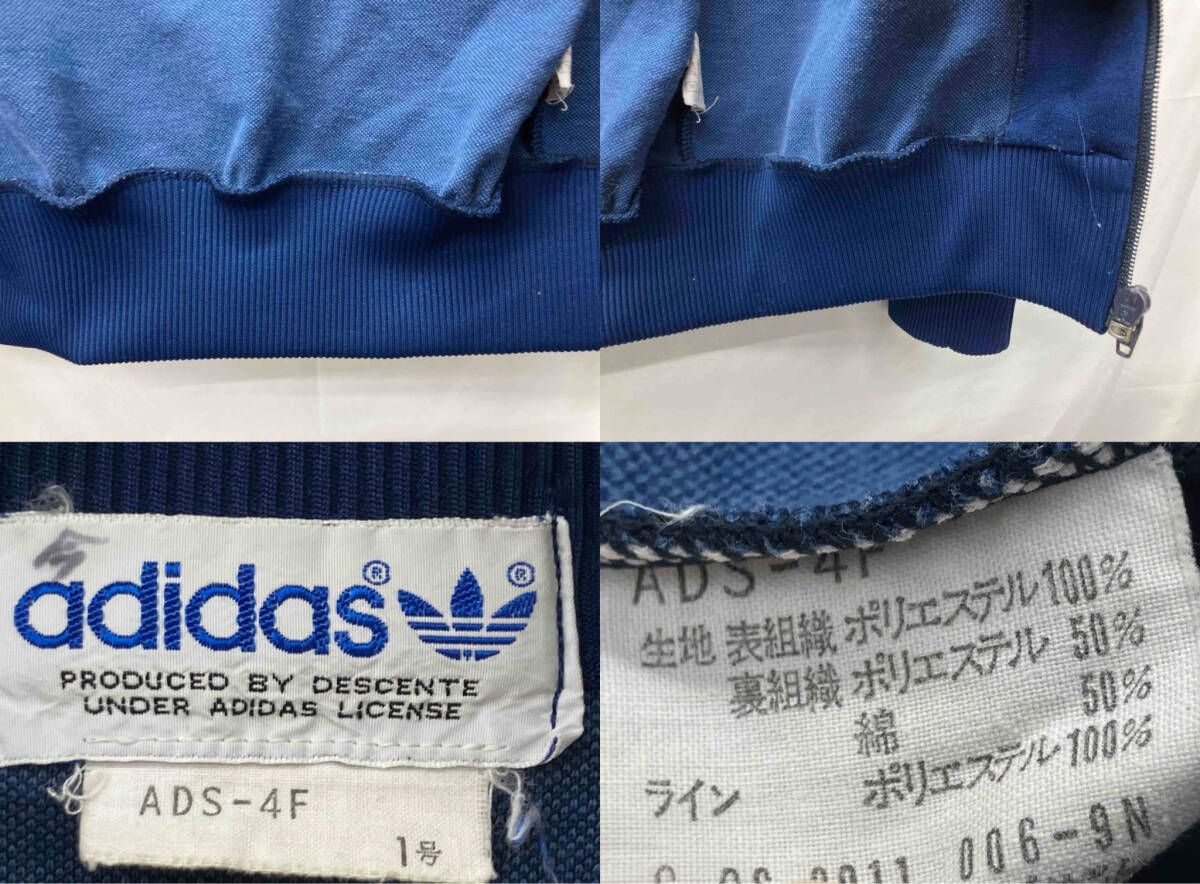 adidas®
®
PRODUCED BY DESCENTE
UNDER ADIDAS LICENSE
ADS-4F
1号
ADS-4F
生地 表組織 ポリエステル100%
裏組織 ポリエステル 50%
綿 50%
ライン ポリエステル100%
006-9N